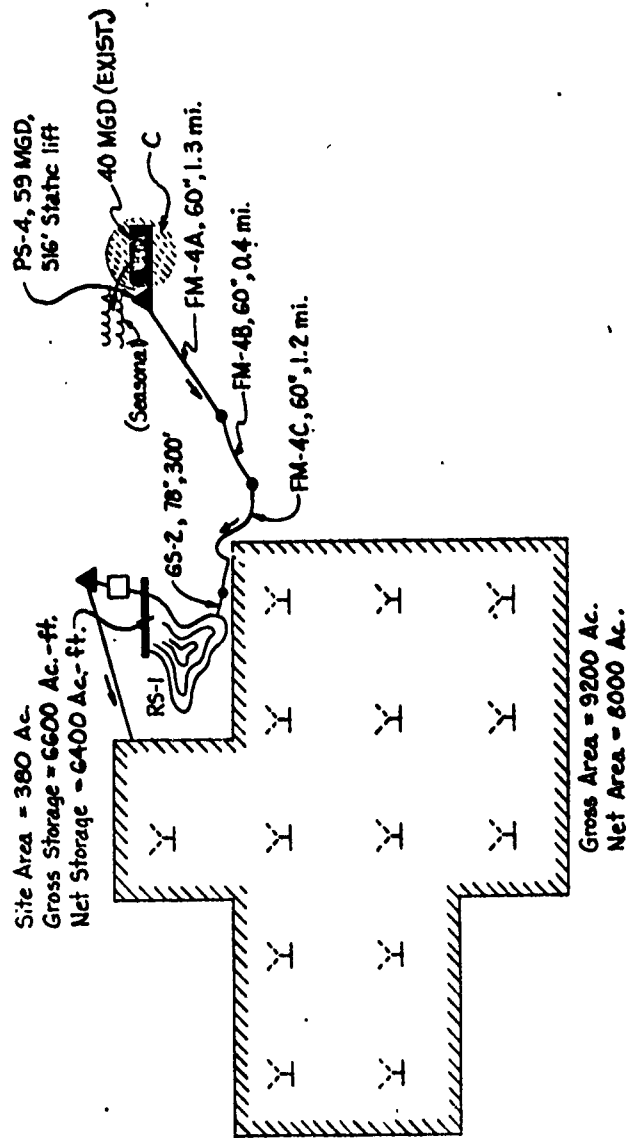 PS-4, 59 MGD,
516' Static lift
40 MGD (EXIST.)
C
(Seasonal)
FM-4A, 60", 1.3 mi.
FM-4B, 60", 0.4 mi.
FM-4C, 60", 1.2 mi.
GS-2, 78", 300'
RS-1
Site Area = 380 Ac.
Gross Storage = 6600 Ac.-ft.
Net Storage = 6400 Ac.-ft.
Gross Area = 9200 Ac.
Net Area = 8000 Ac.